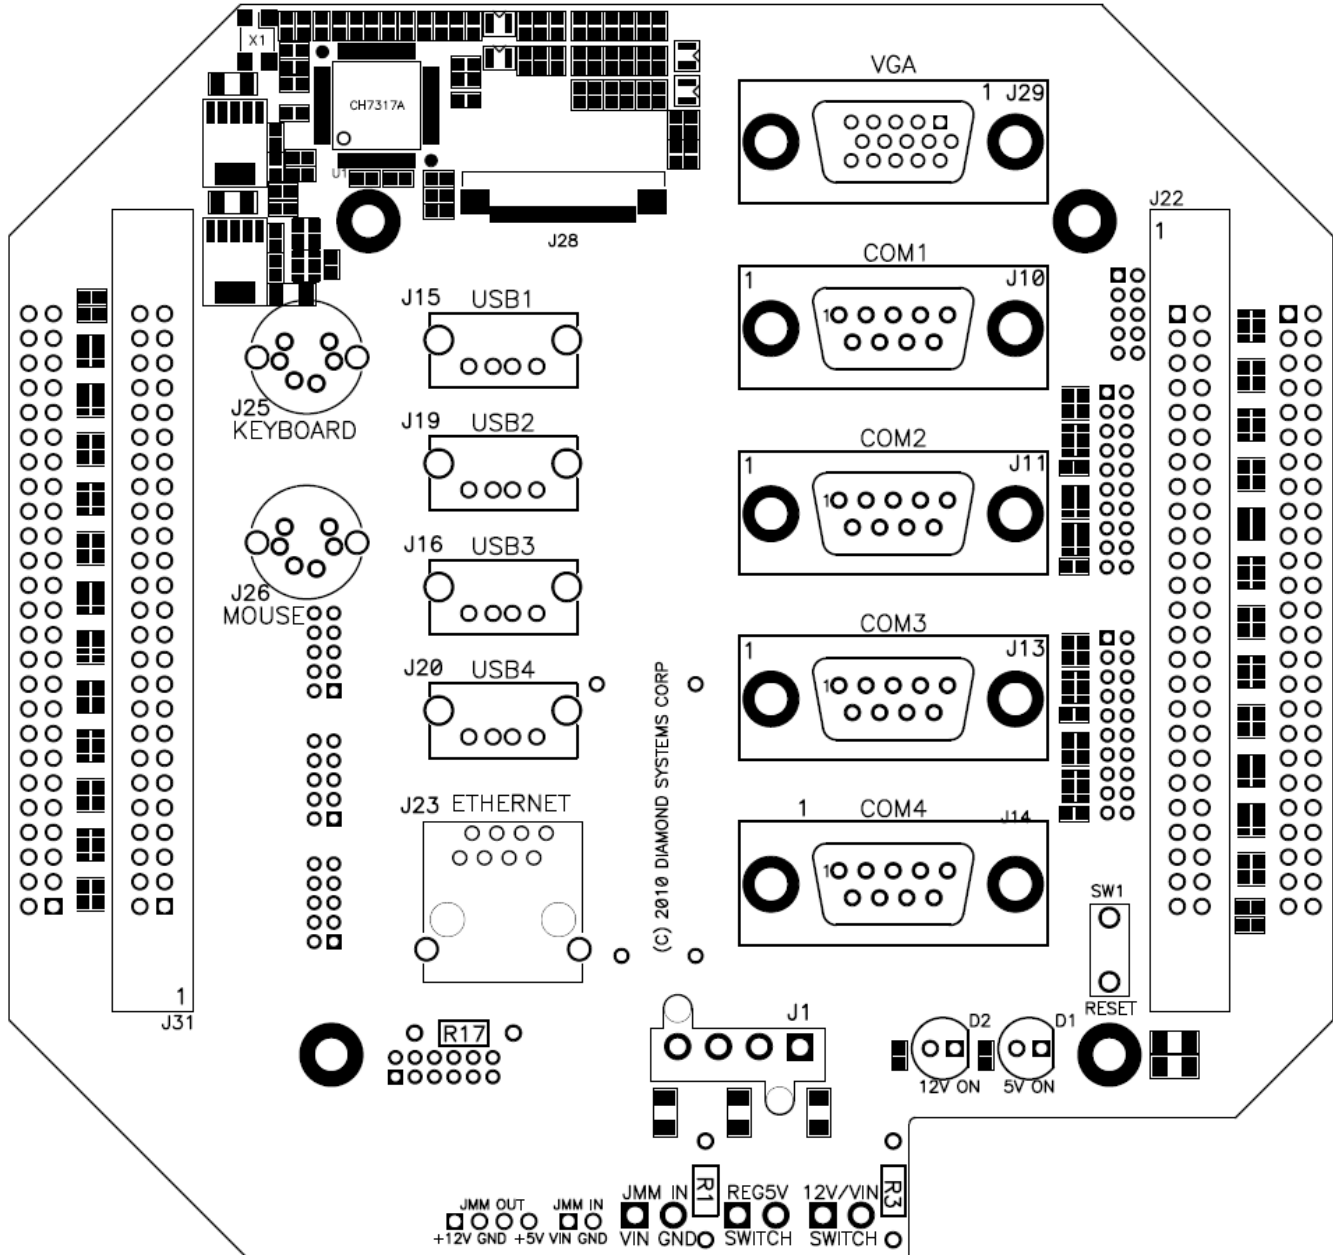 X1
CH7317A
U1
J28
VGA
1 J29
J22
1
COM1
1
J10
1
J15 USB1
J25
KEYBOARD
J19 USB2
COM2
1
J11
1
J16 USB3
J26
MOUSE
COM3
1
J13
1
J20 USB4
(C) 2010 DIAMOND SYSTEMS CORP
J23 ETHERNET
1 COM4
J14
1
SW1
RESET
1
J31
R17
J1
D2
12V ON
D1
5V ON
R1
R3
JMM OUT
+12V GND +5V
JMM IN
VIN GND
JMM IN
VIN GND
REG5V
SWITCH
12V/VIN
SWITCH